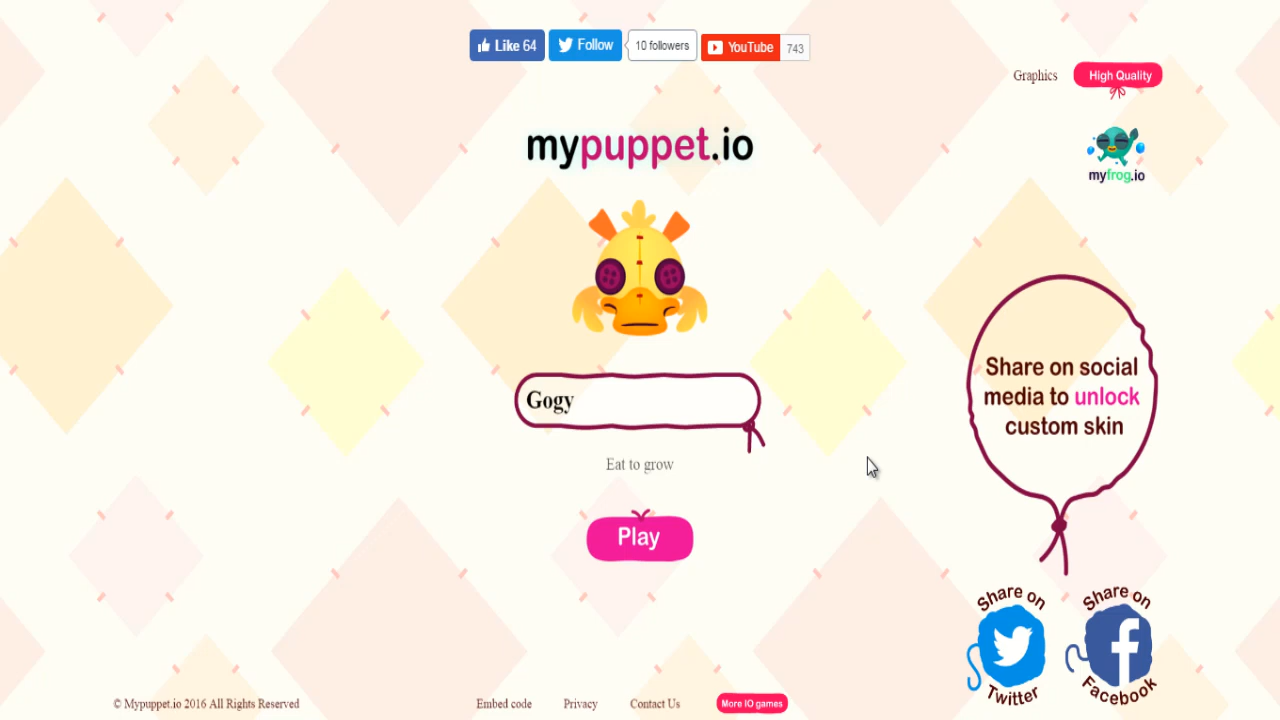 Like 64
Follow
10 followers
YouTube
743
Graphics
High Quality
mypuppet.io
myfrog.io
Gogy
Eat to grow
Play
Share on social
media to unlock
custom skin
Share on
Twitter
Share on
Facebook
© Mypuppet.io 2016 All Rights Reserved
Embed code
Privacy
Contact Us
More IO games